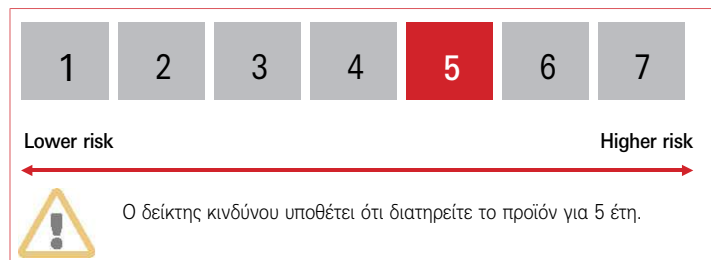 1 2 3 4 5 6 7
Lower risk Higher risk
Ο δείκτης κινδύνου υποθέτει ότι διατηρείτε το προϊόν για 5 έτη.